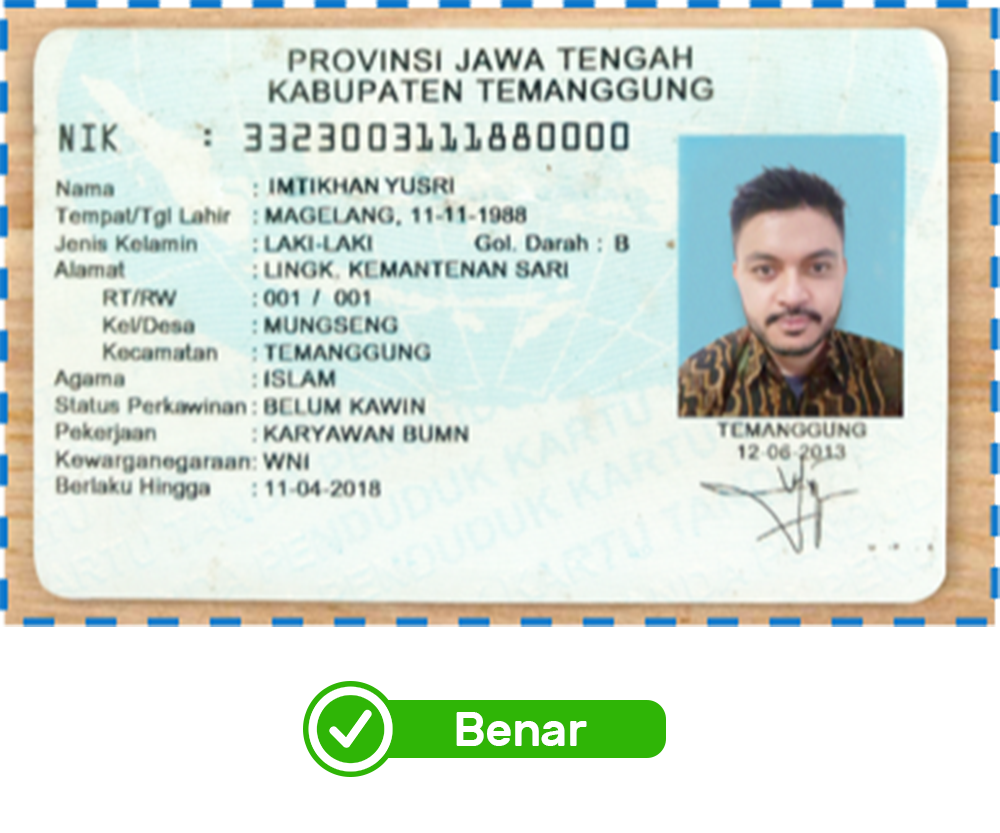 PROVINSI JAWA TENGAH
KABUPATEN TEMANGGUNG
NIK : 3323003111880000
Nama : IMTIKHAN YUSRI
Tempat/Tgl Lahir : MAGELANG, 11-11-1988
Jenis Kelamin : LAKI-LAKI Gol. Darah : B
Alamat : LINGK. KEMANTENAN SARI
RT/RW : 001 / 001
Kel/Desa : MUNGSENG
Kecamatan : TEMANGGUNG
Agama : ISLAM
Status Perkawinan : BELUM KAWIN
Pekerjaan : KARYAWAN BUMN
Kewarganegaraan: WNI
Berlaku Hingga : 11-04-2018
TEMANGGUNG
12-06-2013
Benar